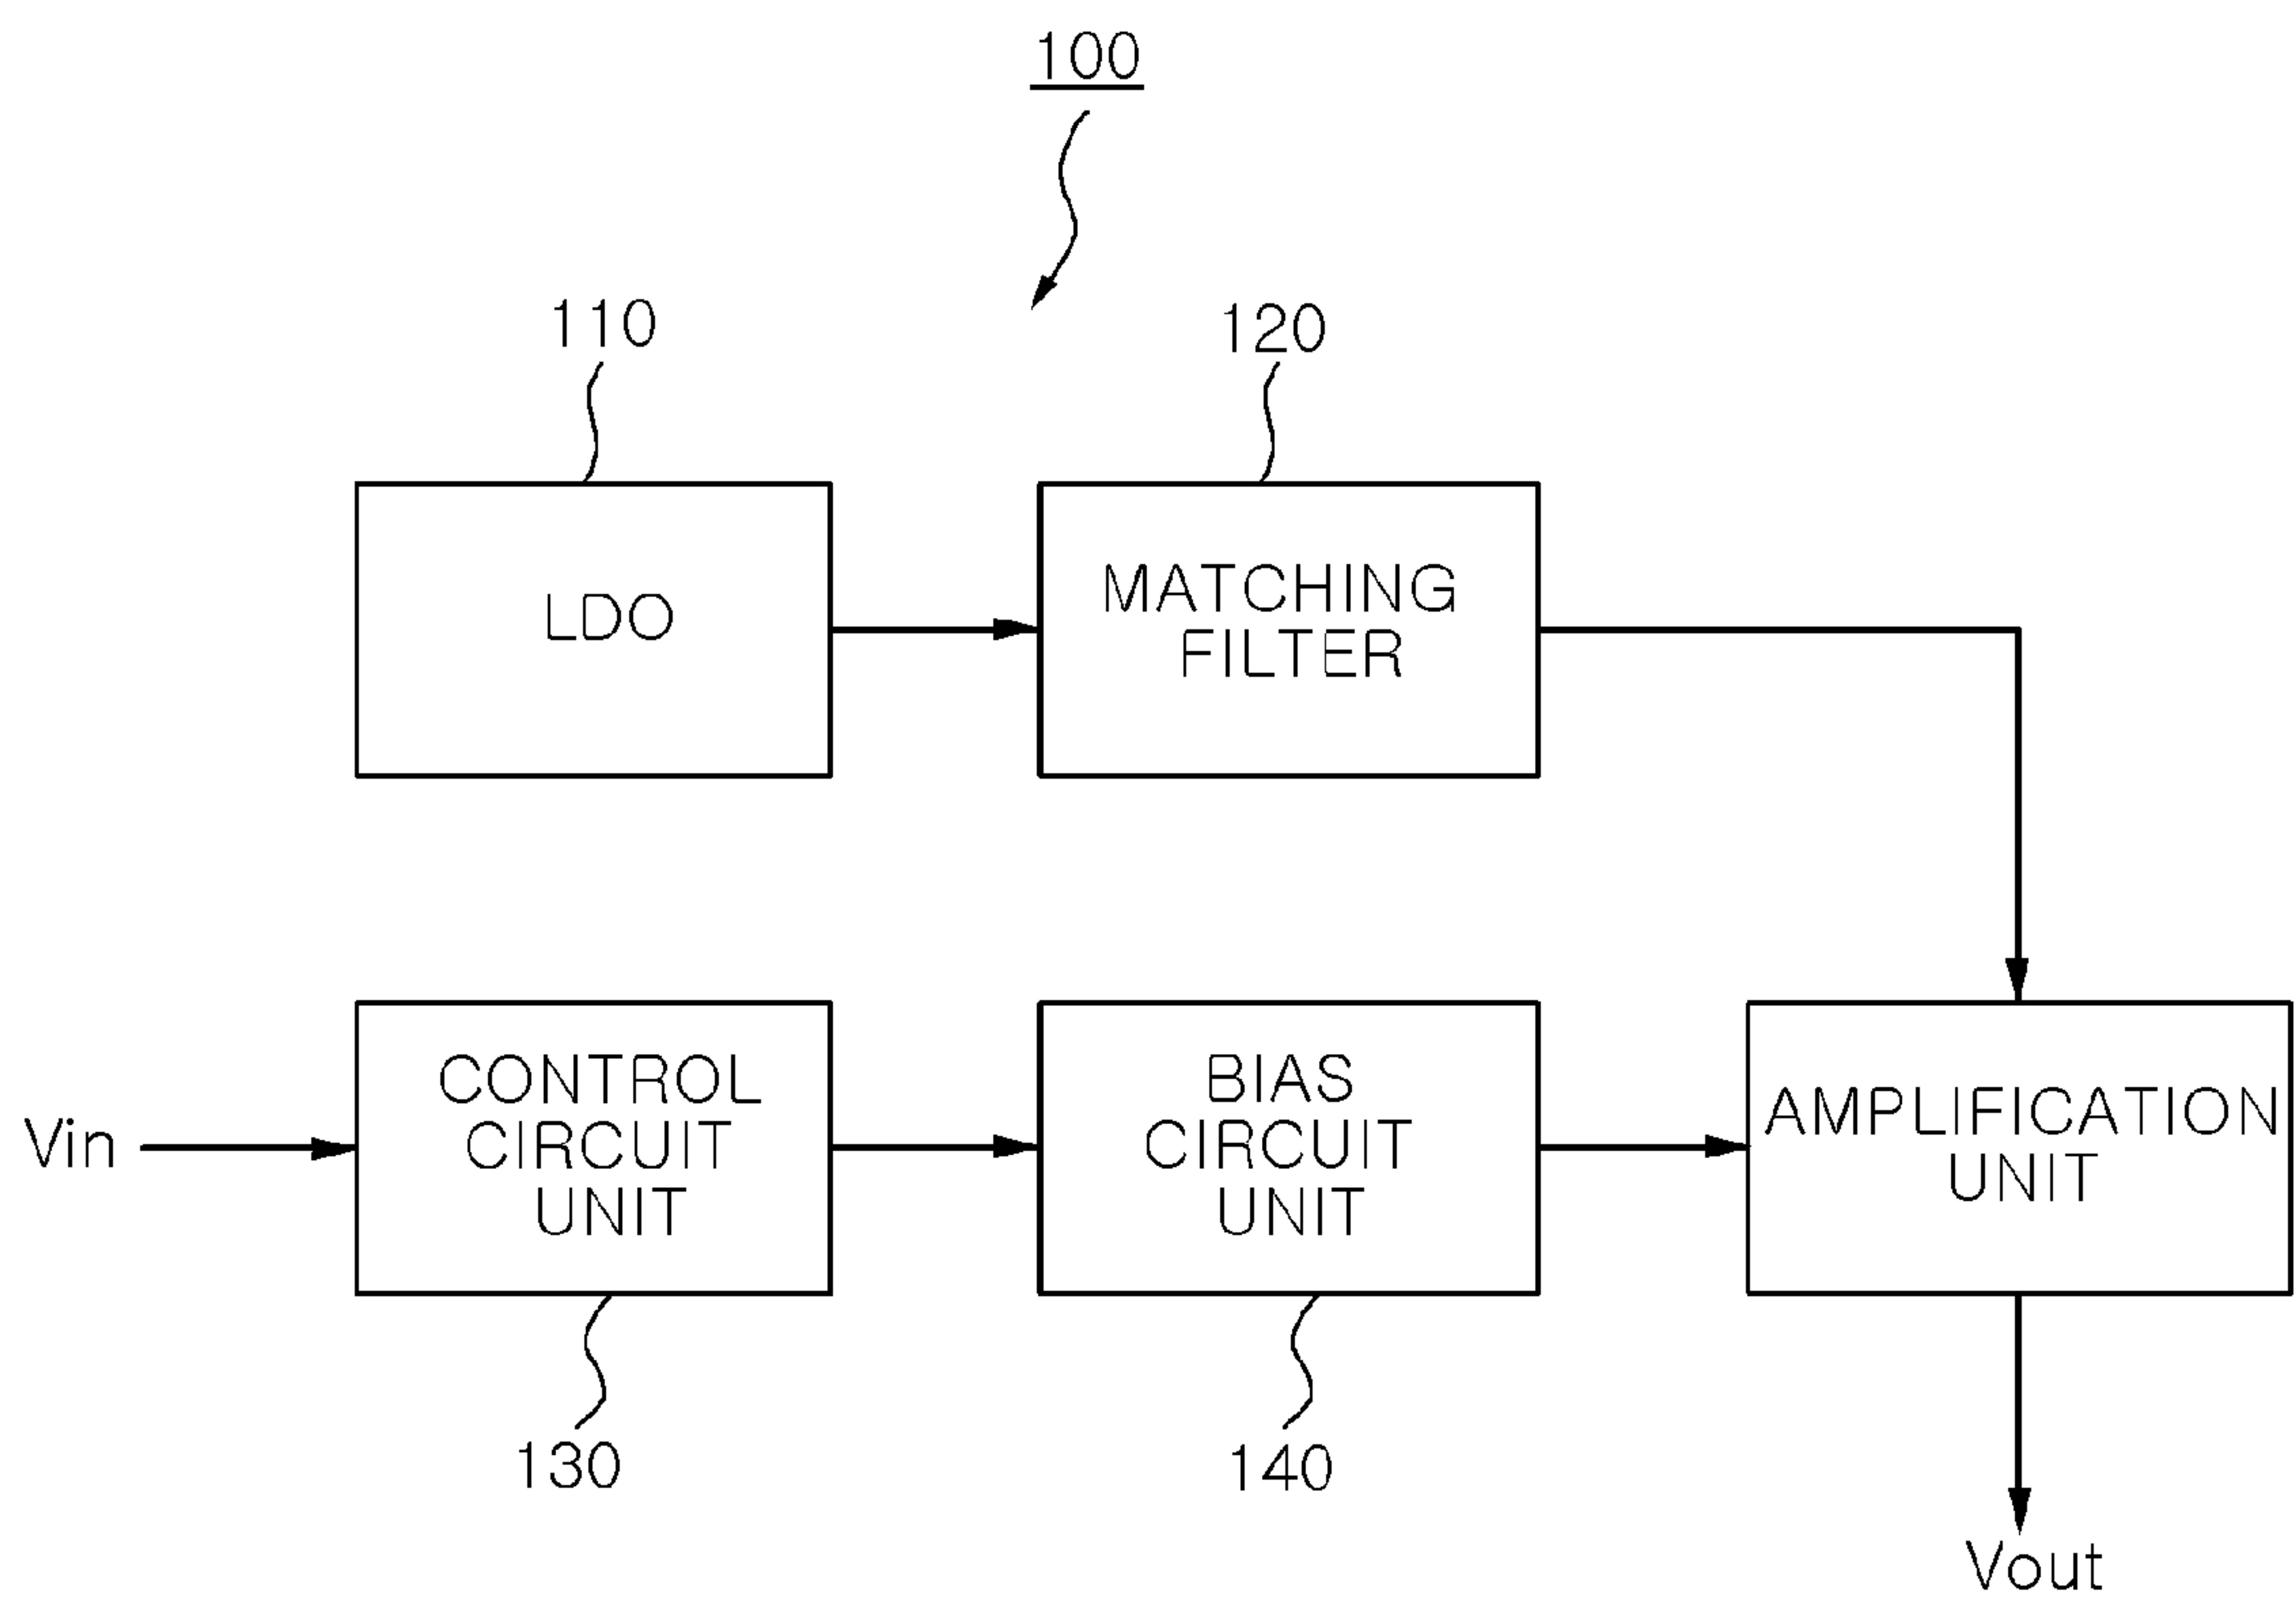 100
110
120
LDO
MATCHING
FILTER
Vin
CONTROL
CIRCUIT
UNIT
BIAS
CIRCUIT
UNIT
AMPLIFICATION
UNIT
130
140
Vout